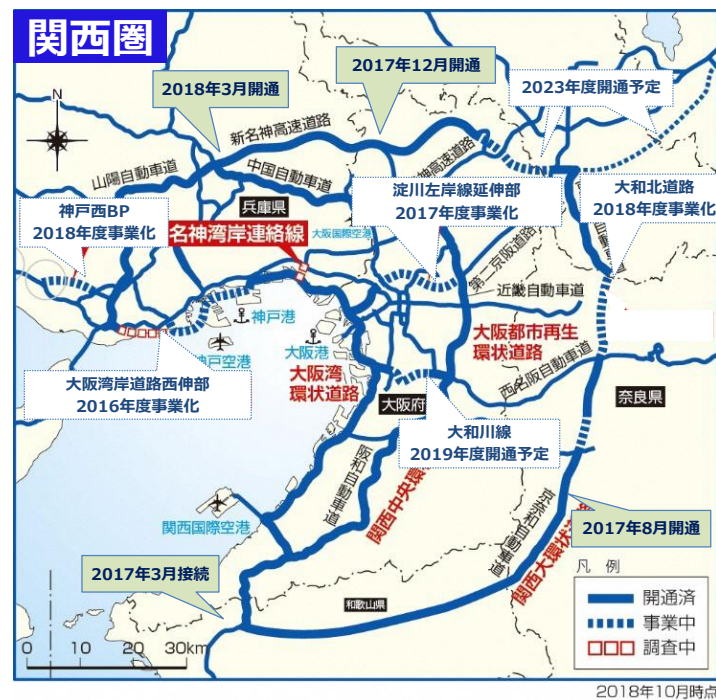 関西圏
2017年12月開通
2018年3月開通
2023年度開通予定
N
新名神高速道路
山陽自動車道
中国自動車道
神高速道路
兵庫県
淀川左岸線延伸部
2017年度事業化
大和北道路
2018年度事業化
神戸西BP
2018年度事業化
名神湾岸連絡線
大阪国際空港
第二京阪道路
近畿自動車道
神戸港
大阪港
神戸空港
大阪都市再生
環状道路
大阪湾
環状道路
西名阪自動車道
大阪湾岸道路西伸部
2016年度事業化
大阪府
奈良県
大和川線
2019年度開通予定
阪和自動車道
関西中央環
京奈和自動車道
関西大環状道
関西国際空港
2017年8月開通
2017年3月接続
和歌山県
凡 例
開通済
事業中
調査中
0 10 20 30km
2018年10月時点